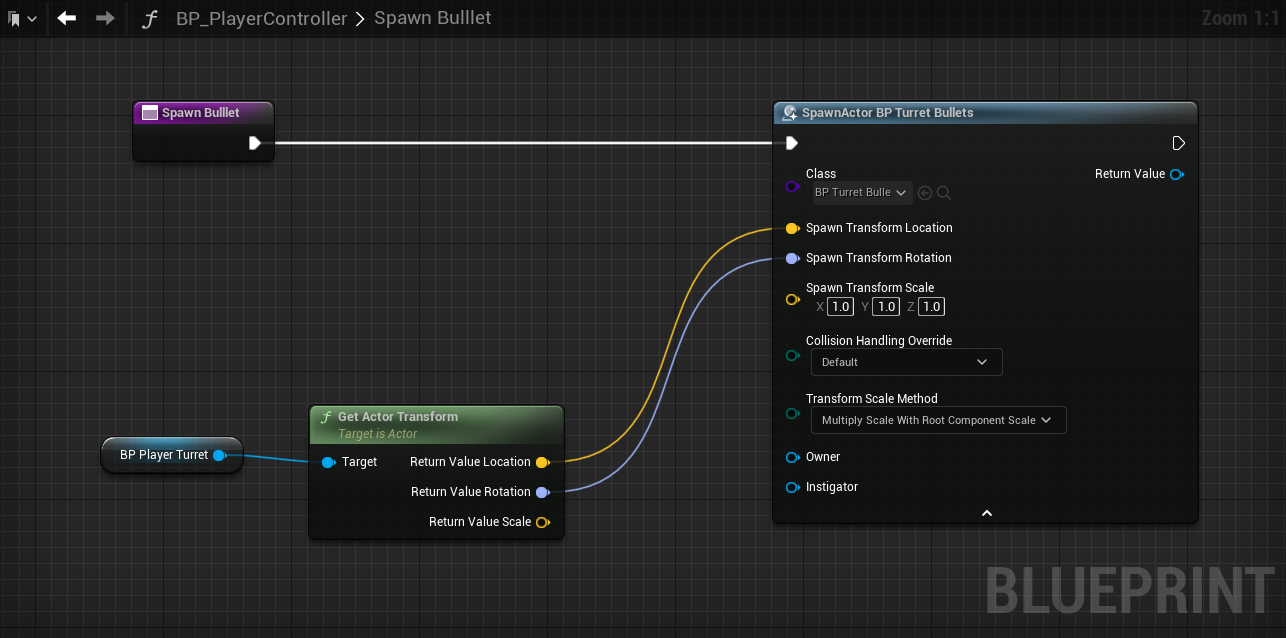 BP_PlayerController > Spawn Bulllet
Zoom 1:1
Spawn Bulllet
SpawnActor BP Turret Bullets
Class
BP Turret Bulle
Return Value
Spawn Transform Location
Spawn Transform Rotation
Spawn Transform Scale
X 1.0 Y 1.0 Z 1.0
Collision Handling Override
Default
Transform Scale Method
Multiply Scale With Root Component Scale
Owner
Instigator
Get Actor Transform
Target is Actor
BP Player Turret
Target
Return Value Location
Return Value Rotation
Return Value Scale
BLUEPRINT